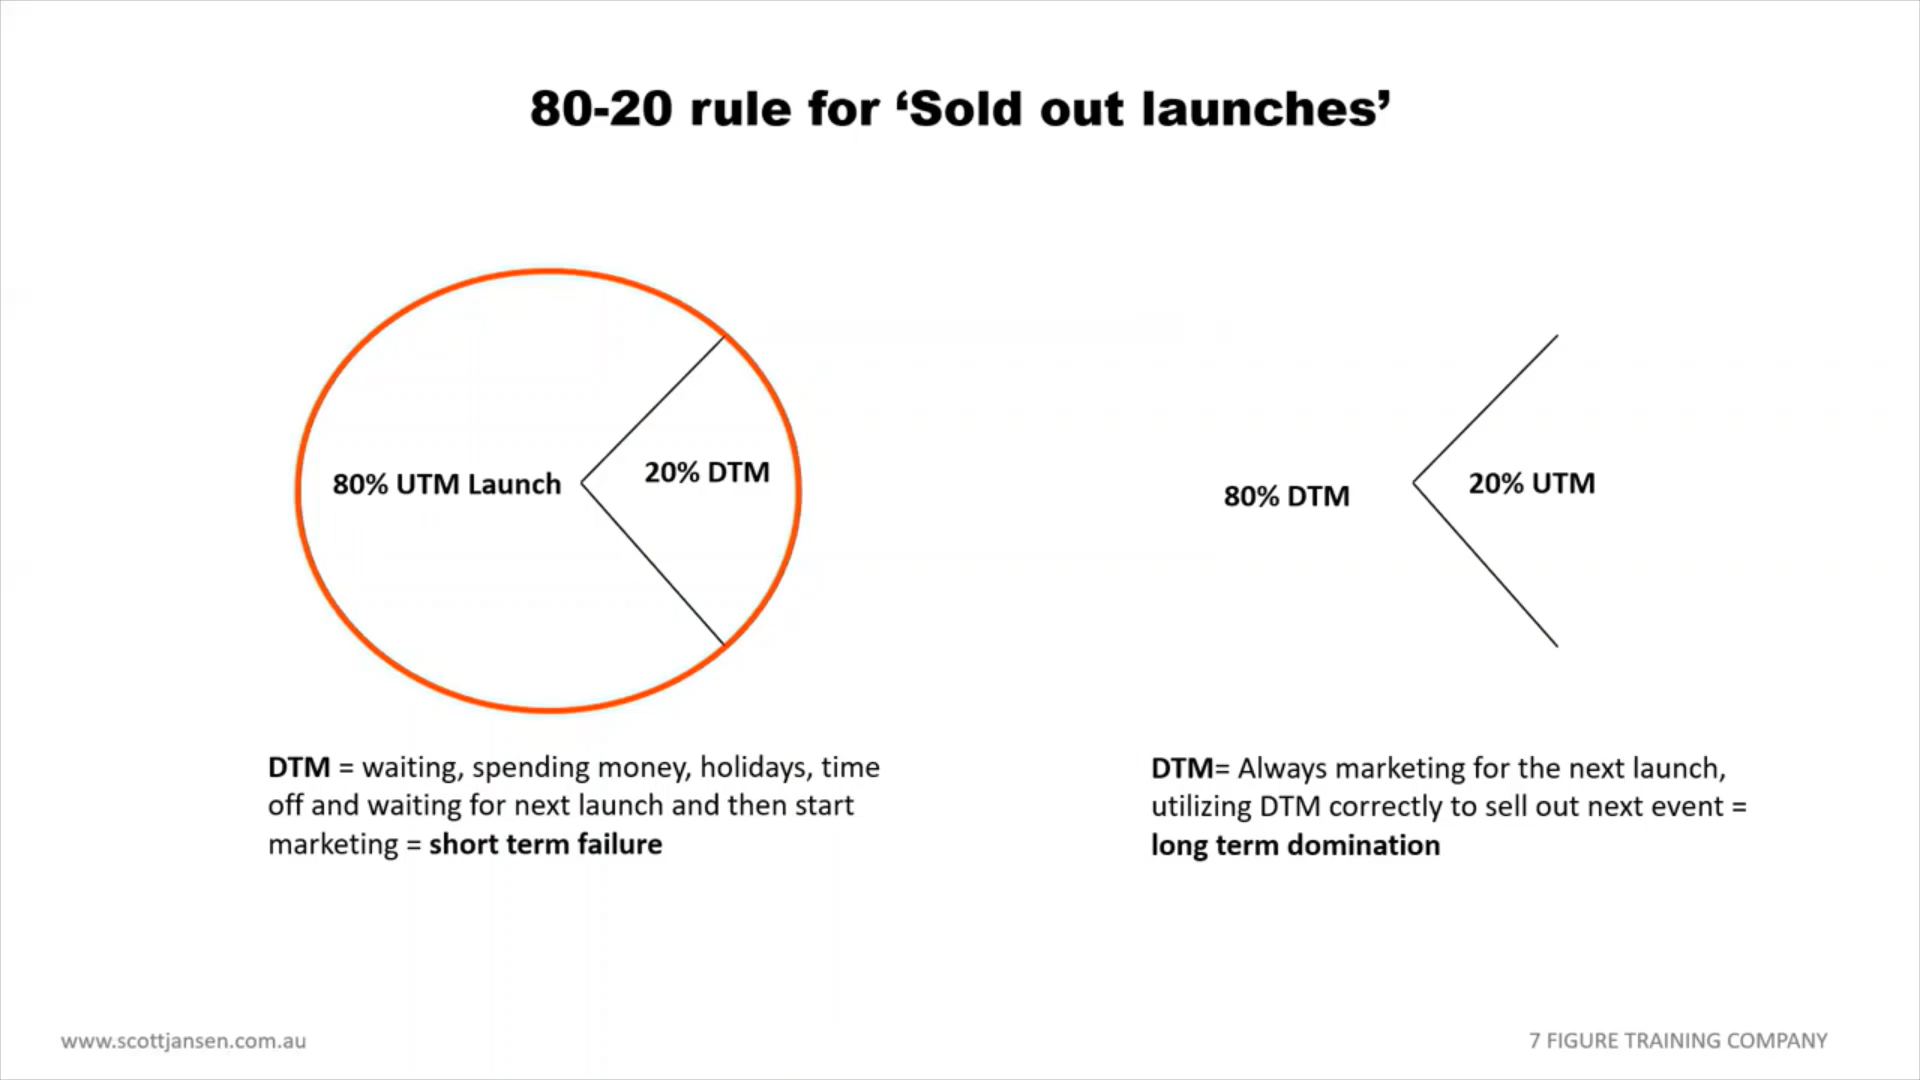 80-20 rule for ‘Sold out launches’
80% UTM Launch
20% DTM
80% DTM
20% UTM
DTM = waiting, spending money, holidays, time
off and waiting for next launch and then start
marketing = short term failure
DTM= Always marketing for the next launch,
utilizing DTM correctly to sell out next event =
long term domination
www.scottjansen.com.au
7 FIGURE TRAINING COMPANY